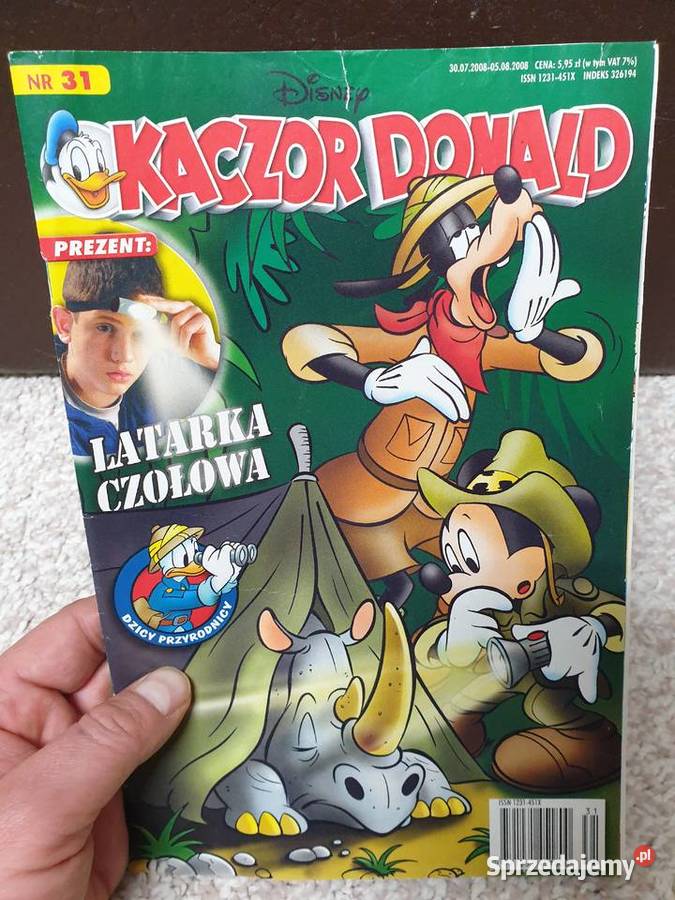 NR 31
30.07.2008-05.08.2008 CENA: 5,95 zł (w tym VAT 7%)
ISSN 1231-451X INDEKS 326194
Disney
KACZOR DONALD
PREZENT:
LATARKA
CZOŁOWA
DZICY PRZYRODNICY
ISSN 1231-451X
31
Sprzedajemy.pl